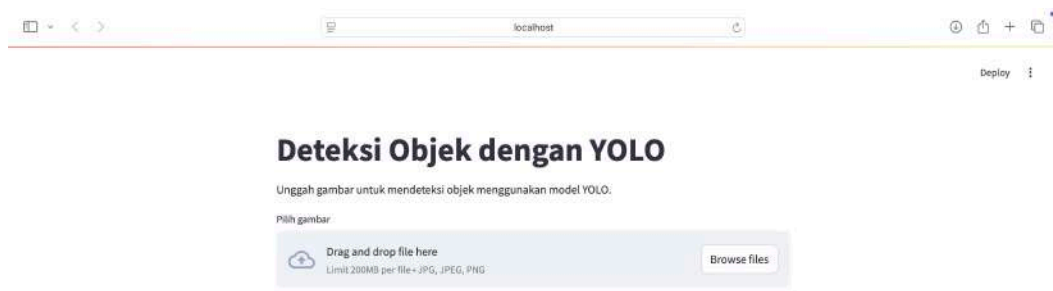 localhost
Deploy
Deteksi Objek dengan YOLO
Unggah gambar untuk mendeteksi objek menggunakan model YOLO.
Pilih gambar
Drag and drop file here
Limit 200MB per file • JPG, JPEG, PNG
Browse files